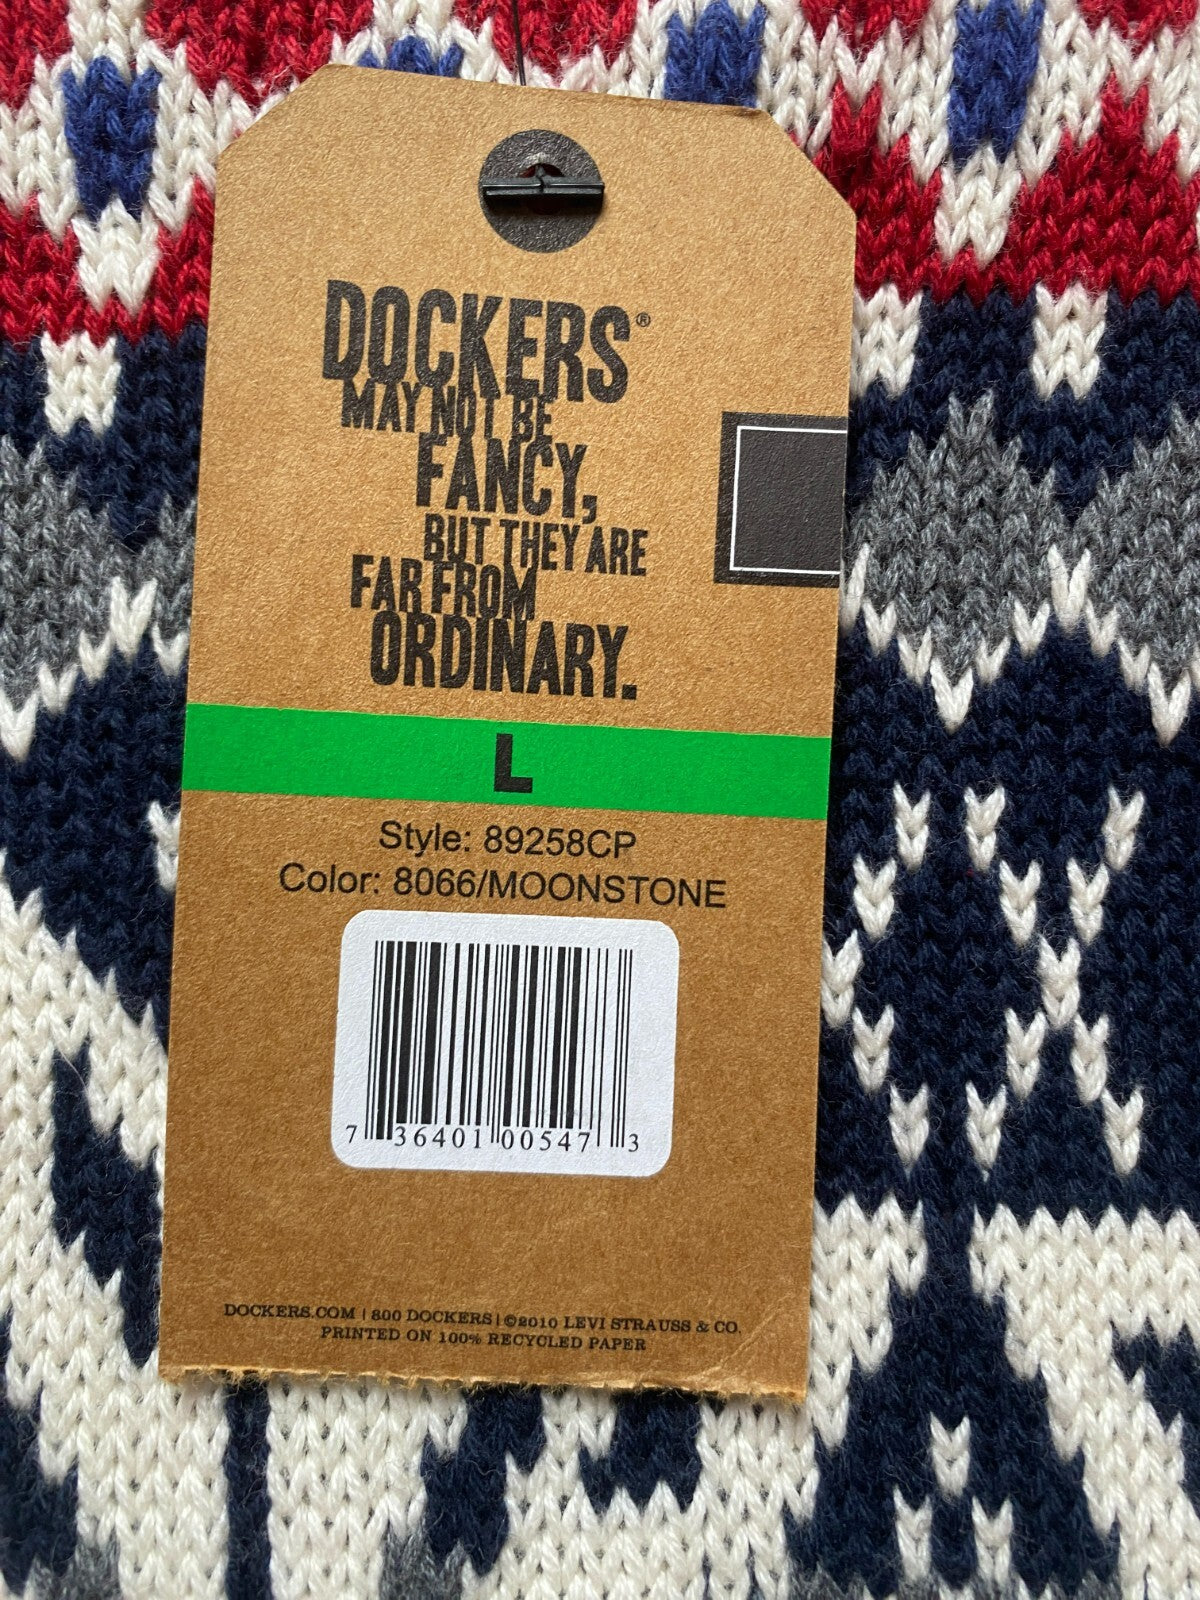 DOCKERS®
MAY NOT BE
FANCY,
BUT THEY ARE
FAR FROM
ORDINARY.
L
Style: 89258CP
Color: 8066/MOONSTONE
7 36401 00547 3
DOCKERS.COM | 800 DOCKERS | ©2010 LEVI STRAUSS & CO.
PRINTED ON 100% RECYCLED PAPER